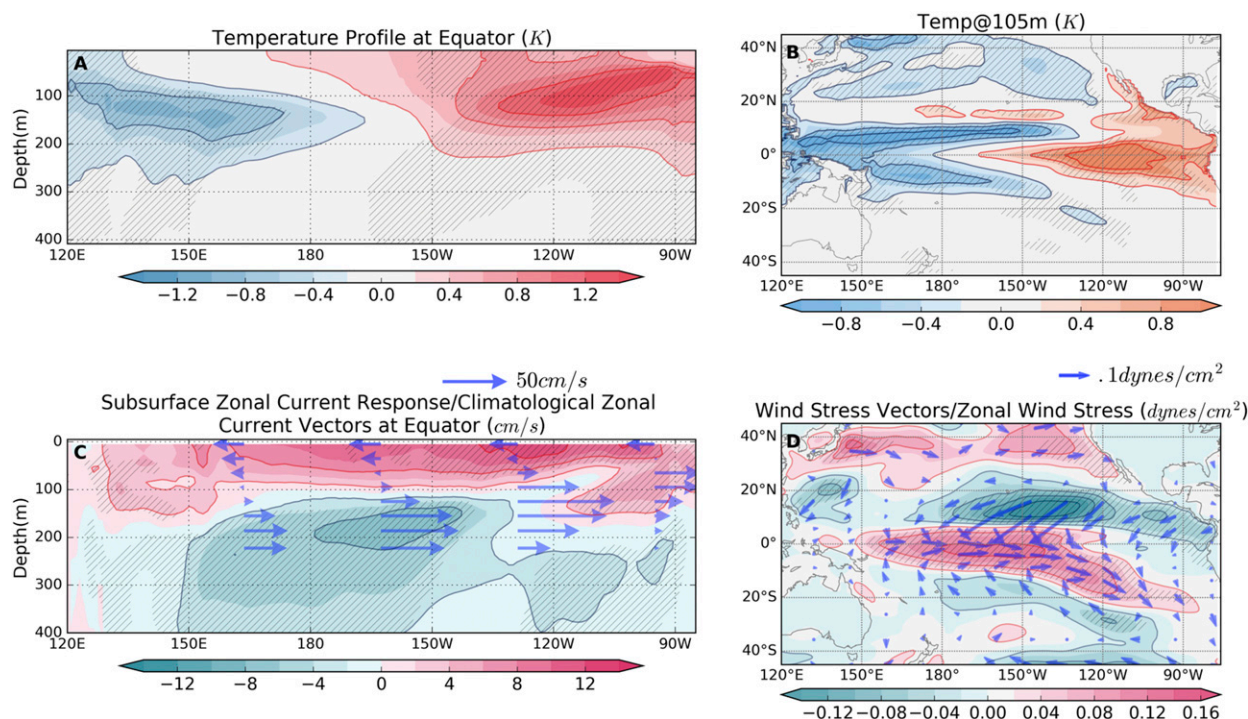 Temperature Profile at Equator (K)
A
Depth(m)
100
200
300
400
120E 150E 180 150W 120W
−1.2 −0.8 −0.4 0.0 0.4 0.8 1.2
Temp@105m (K)
B
40°N
20°N
0°
20°S
40°S
120°E 150°E 180° 150°W 120°W 90°W
−0.8 −0.4 0.0 0.4 0.8
50cm/s
Subsurface Zonal Current Response/Climatological Zonal
Current Vectors at Equator (cm/s)
C
Depth(m)
0
100
200
300
400
120E 150E 180 150W 120W
−12 −8 −4 0 4 8 12
.1dynes/cm²
Wind Stress Vectors/Zonal Wind Stress (dynes/cm²)
D
40°N
20°N
0°
20°S
40°S
120°E 150°E 180° 150°W 120°W 90°W
−0.12 −0.08 −0.04 0.00 0.04 0.08 0.12 0.16